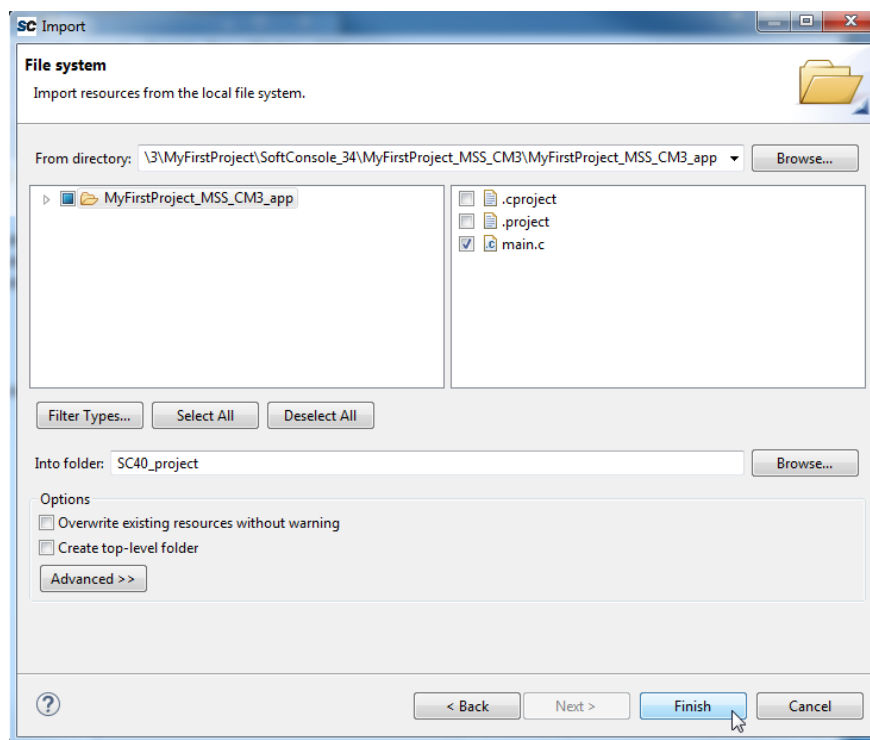 SC Import
File system
Import resources from the local file system.
From directory: \3\MyFirstProject\SoftConsole_34\MyFirstProject_MSS_CM3\MyFirstProject_MSS_CM3_app Browse...
MyFirstProject_MSS_CM3_app
.cproject
.project
.c main.c
Filter Types... Select All Deselect All
Into folder: SC40_project Browse...
Options
Overwrite existing resources without warning
Create top-level folder
Advanced >>
? < Back Next > Finish Cancel